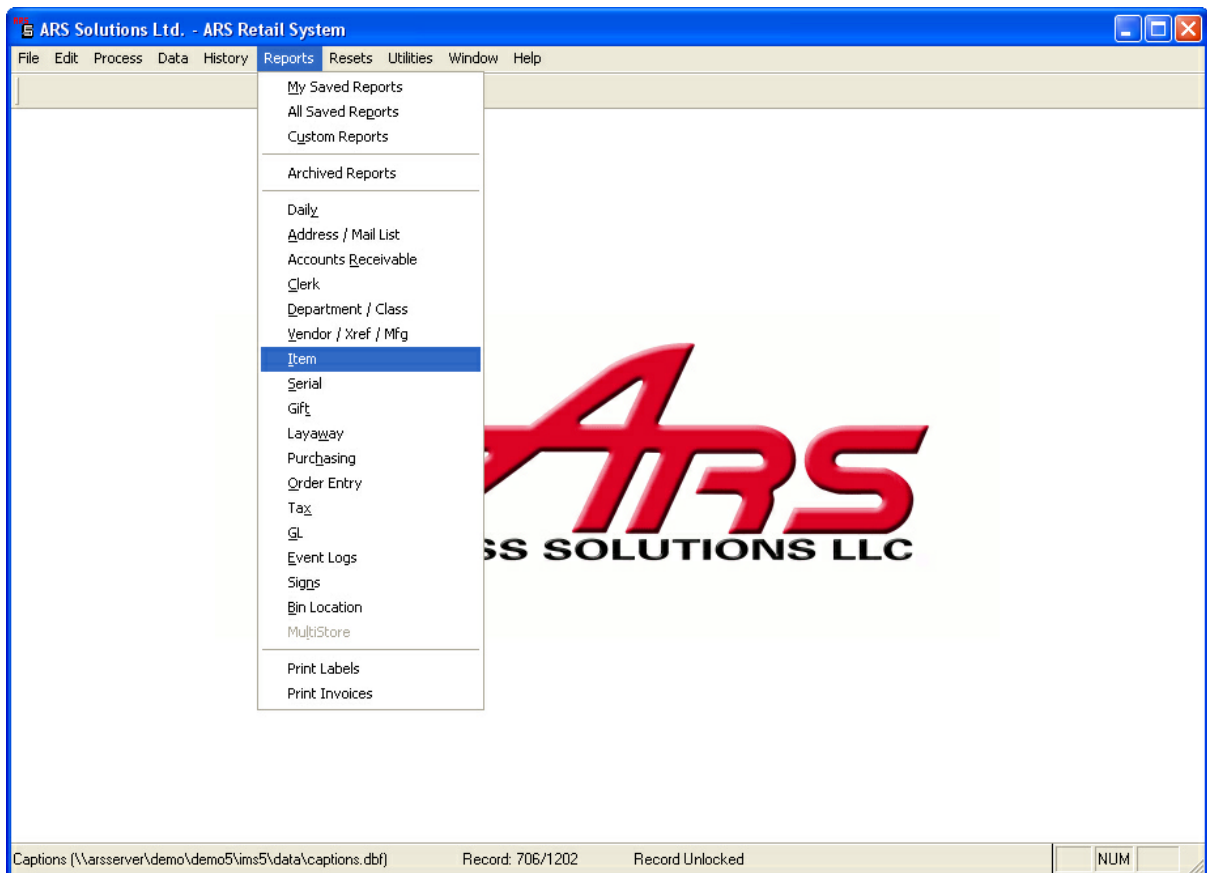 ARS Solutions Ltd. - ARS Retail System
File Edit Process Data History Reports Resets Utilities Window Help
My Saved Reports
All Saved Reports
Custom Reports
Archived Reports
Daily
Address / Mail List
Accounts Receivable
Clerk
Department / Class
Vendor / Xref / Mfg
Item
Serial
Gift
Layaway
Purchasing
Order Entry
Tax
GL
Event Logs
Signs
Bin Location
MultiStore
Print Labels
Print Invoices
ARS
SS SOLUTIONS LLC
Captions (\\arsserver\demo\demo5\ims5\data\captions.dbf) Record: 706/1202 Record Unlocked NUM